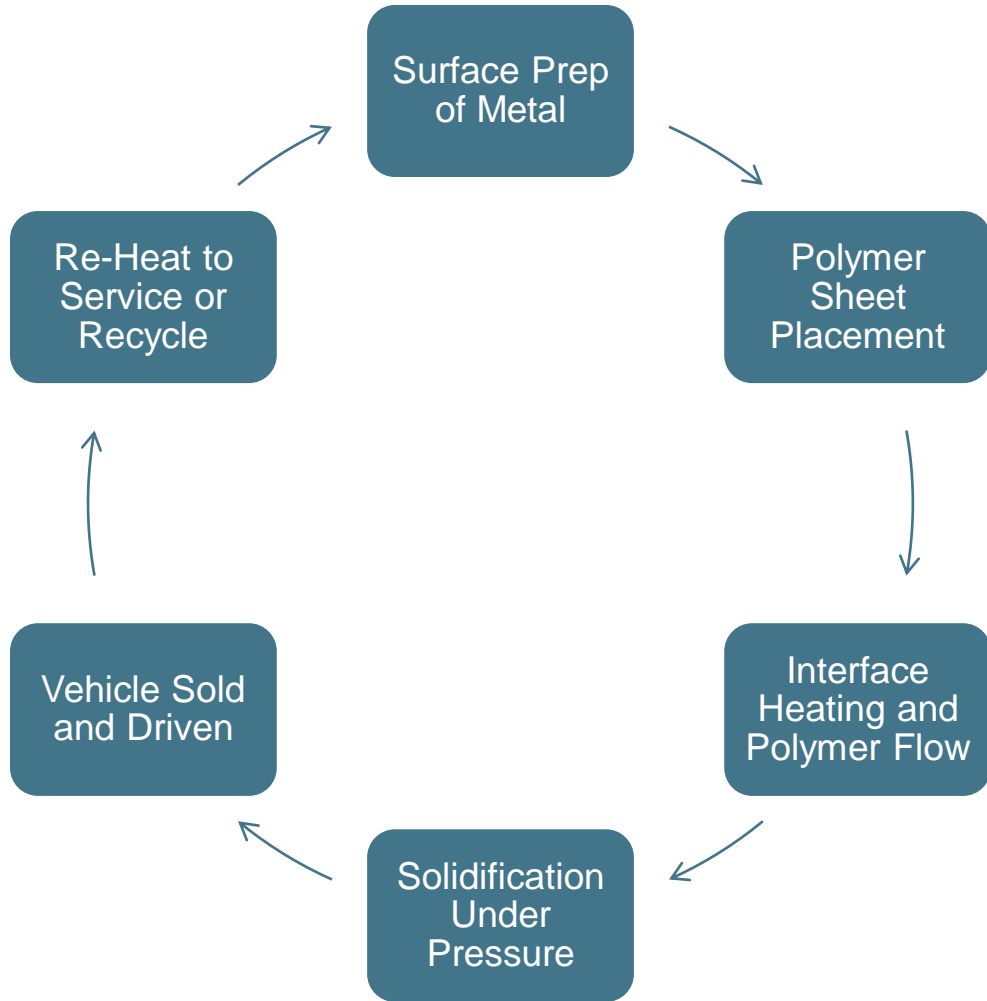 Surface Prep
of Metal
Polymer
Sheet
Placement
Interface
Heating and
Polymer Flow
Solidification
Under
Pressure
Vehicle Sold
and Driven
Re-Heat to
Service or
Recycle